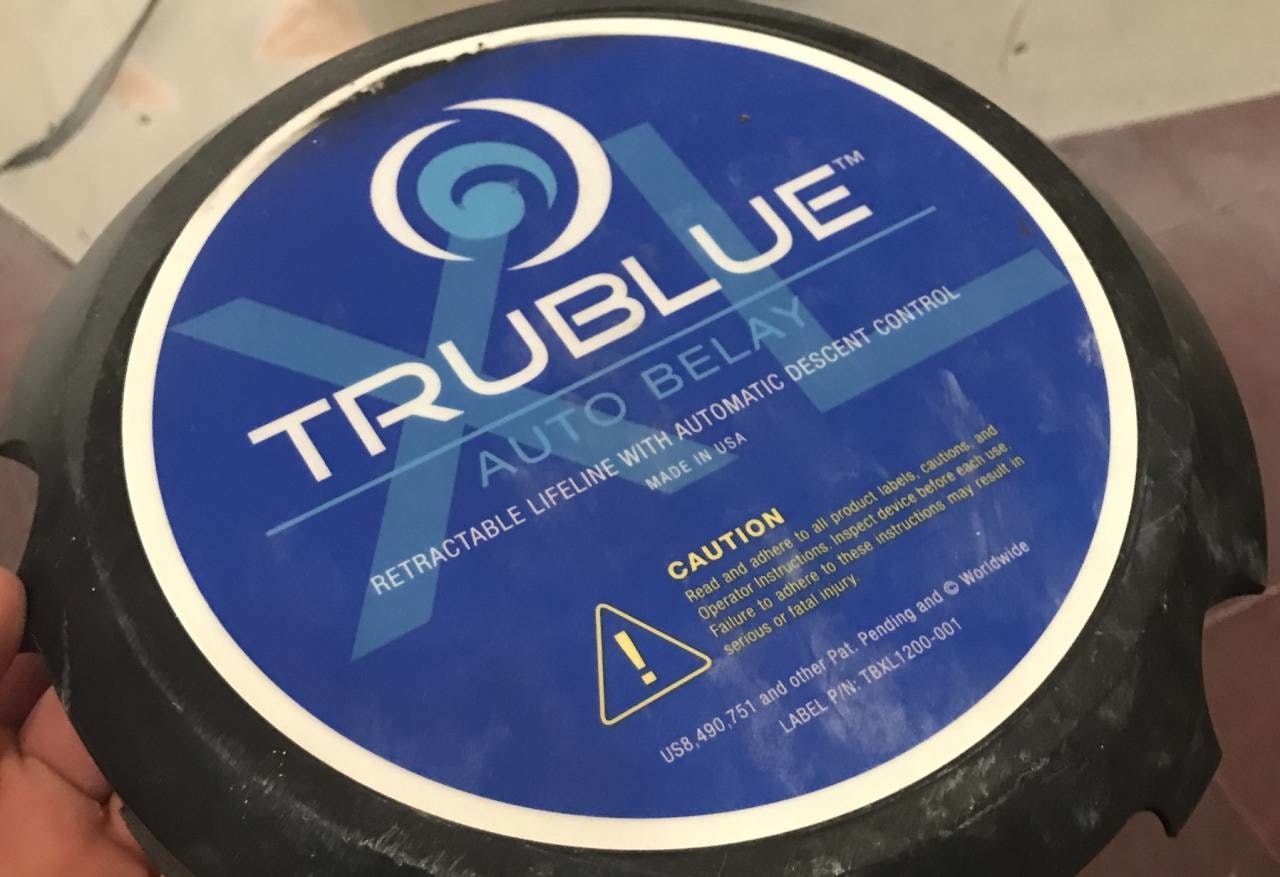 XL
TRUBLUE™
AUTO BELAY
RETRACTABLE LIFELINE WITH AUTOMATIC DESCENT CONTROL
MADE IN USA
CAUTION
Read and adhere to all product labels, cautions, and
Operator Instructions. Inspect device before each use.
Failure to adhere to these instructions may result in
serious or fatal injury.
!
US8,490,751 and other Pat. Pending and © Worldwide
LABEL P/N: TBXL1200-001